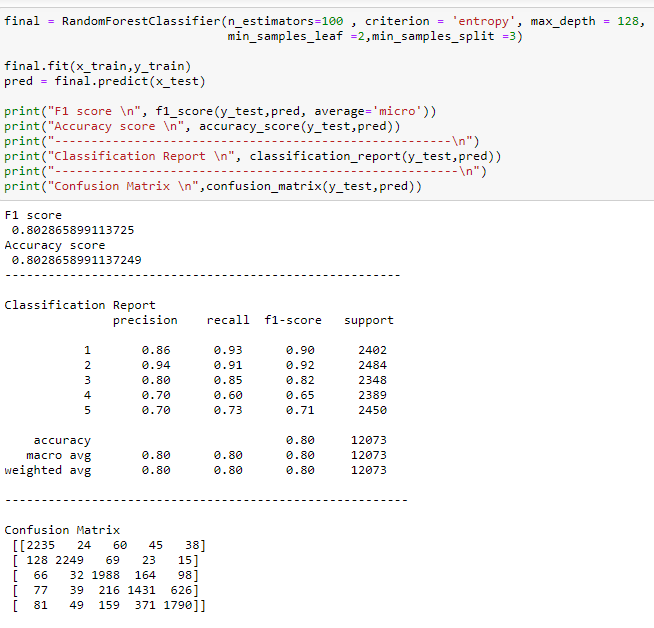 final = RandomForestClassifier(n_estimators=100 , criterion = 'entropy', max_depth = 128,
                               min_samples_leaf =2,min_samples_split =3)
final.fit(x_train,y_train)
pred = final.predict(x_test)
print("F1 score \n", f1_score(y_test,pred, average='micro'))
print("Accuracy score \n", accuracy_score(y_test,pred))
print("-------------------------------------------------------\n")
print("Classification Report \n", classification_report(y_test,pred))
print("--------------------------------------------------------\n")
print("Confusion Matrix \n",confusion_matrix(y_test,pred))
F1 score
 0.802865899113725
Accuracy score
 0.8028658991137249
-------------------------------------------------------
Classification Report
               precision    recall  f1-score   support
           1       0.86      0.93      0.90      2402
           2       0.94      0.91      0.92      2484
           3       0.80      0.85      0.82      2348
           4       0.70      0.60      0.65      2389
           5       0.70      0.73      0.71      2450
    accuracy                           0.80     12073
   macro avg       0.80      0.80      0.80     12073
weighted avg       0.80      0.80      0.80     12073
--------------------------------------------------------
Confusion Matrix
 [[2235   24   60   45   38]
 [ 128 2249   69   23   15]
 [  66   32 1988  164   98]
 [  77   39  216 1431  626]
 [  81   49  159  371 1790]]